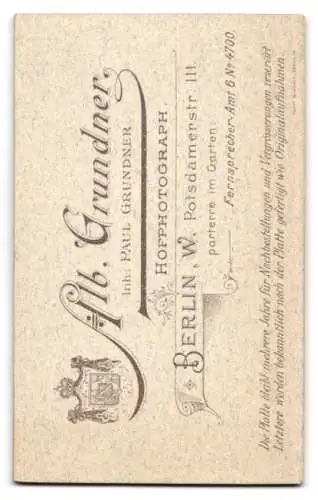 Alb. Grundner,
Inh: PAUL GRUNDNER
HOFPHOTOGRAPH.
BERLIN, W. Potsdamerstr. 111.
parterre im Garten.
Fernsprecher-Amt 6 No 4700.
Die Platte bleibt mehrere Jahre für Nachbestellungen und Vergrösserungen reservirt
Letztere werden bekanntlich nach der Platte gefertigt wie Originalaufnahmen.